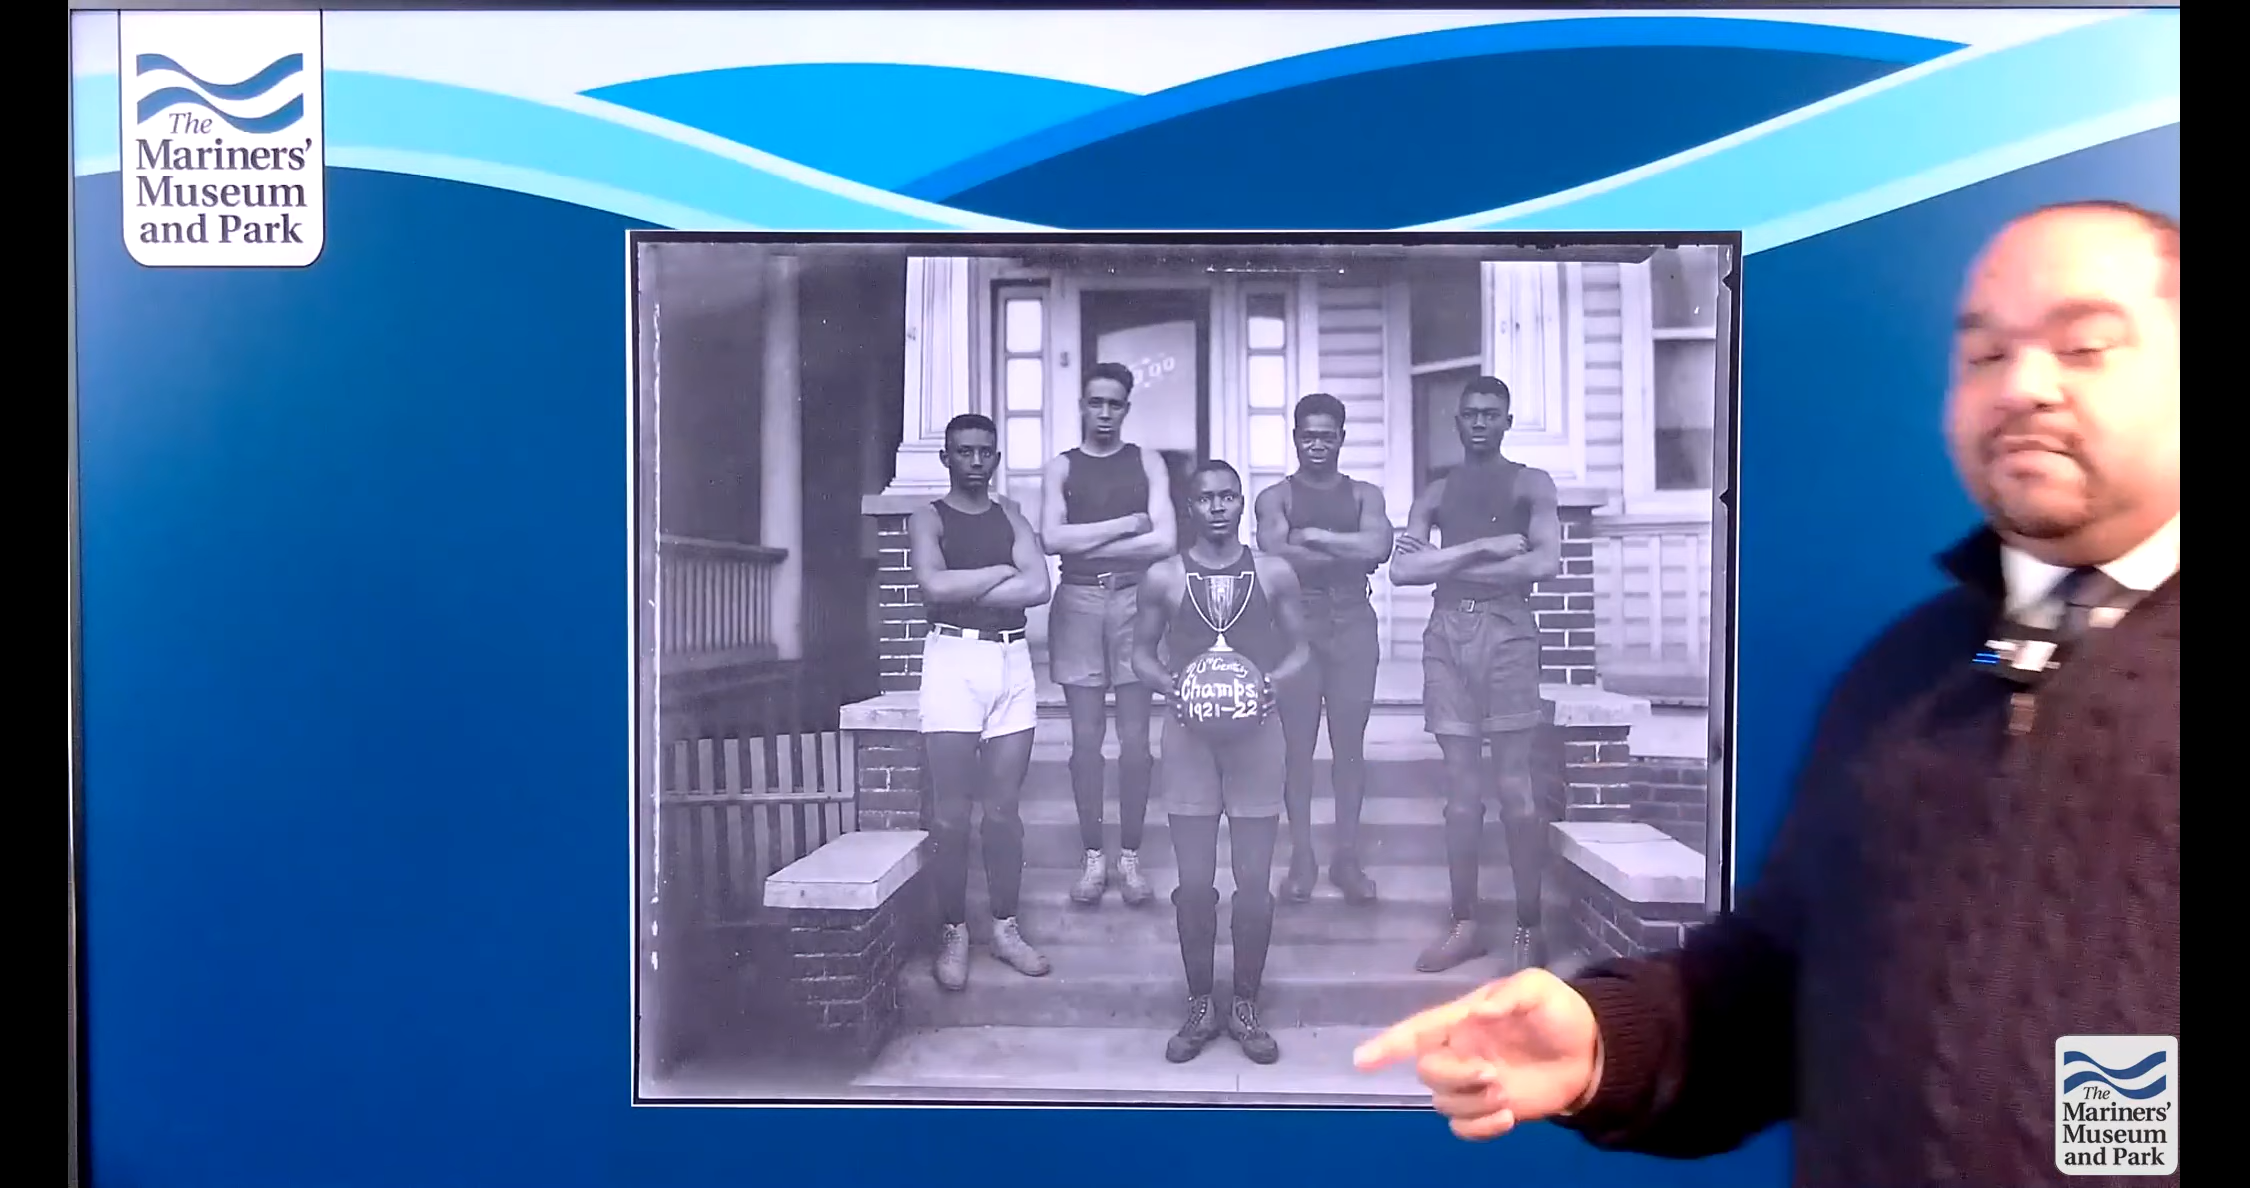 The
Mariners'
Museum
and Park
Champs.
1921-22
The
Mariners'
Museum
and Park